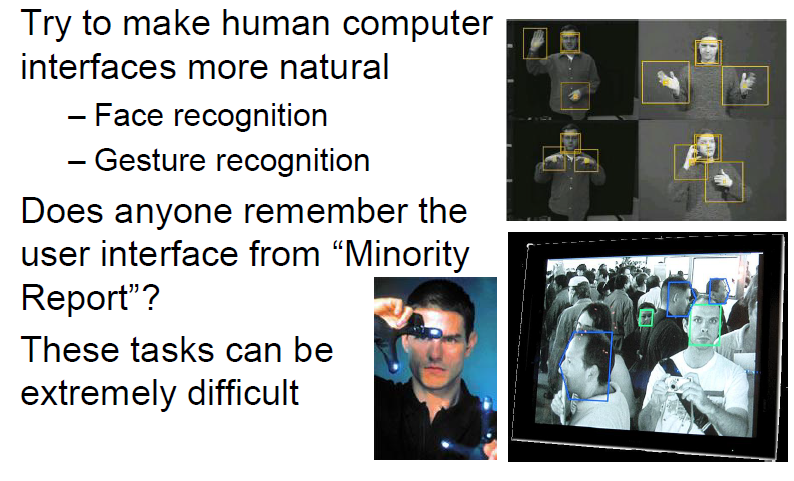 Try to make human computer
interfaces more natural
– Face recognition
– Gesture recognition
Does anyone remember the
user interface from “Minority
Report”?
These tasks can be
extremely difficult